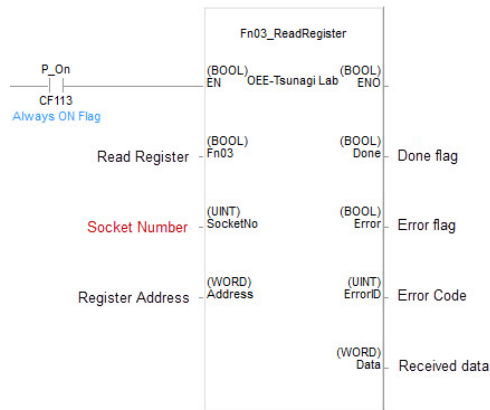 Fn03_ReadRegister
P_On
(BOOL) EN
OEE-Tsunagi Lab
(BOOL) ENO
CF113
Always ON Flag
Read Register
(BOOL) Fn03
(BOOL) Done
Done flag
Socket Number
(UINT) SocketNo
(BOOL) Error
Error flag
Register Address
(WORD) Address
(UINT) ErrorID
Error Code
(WORD) Data
Received data